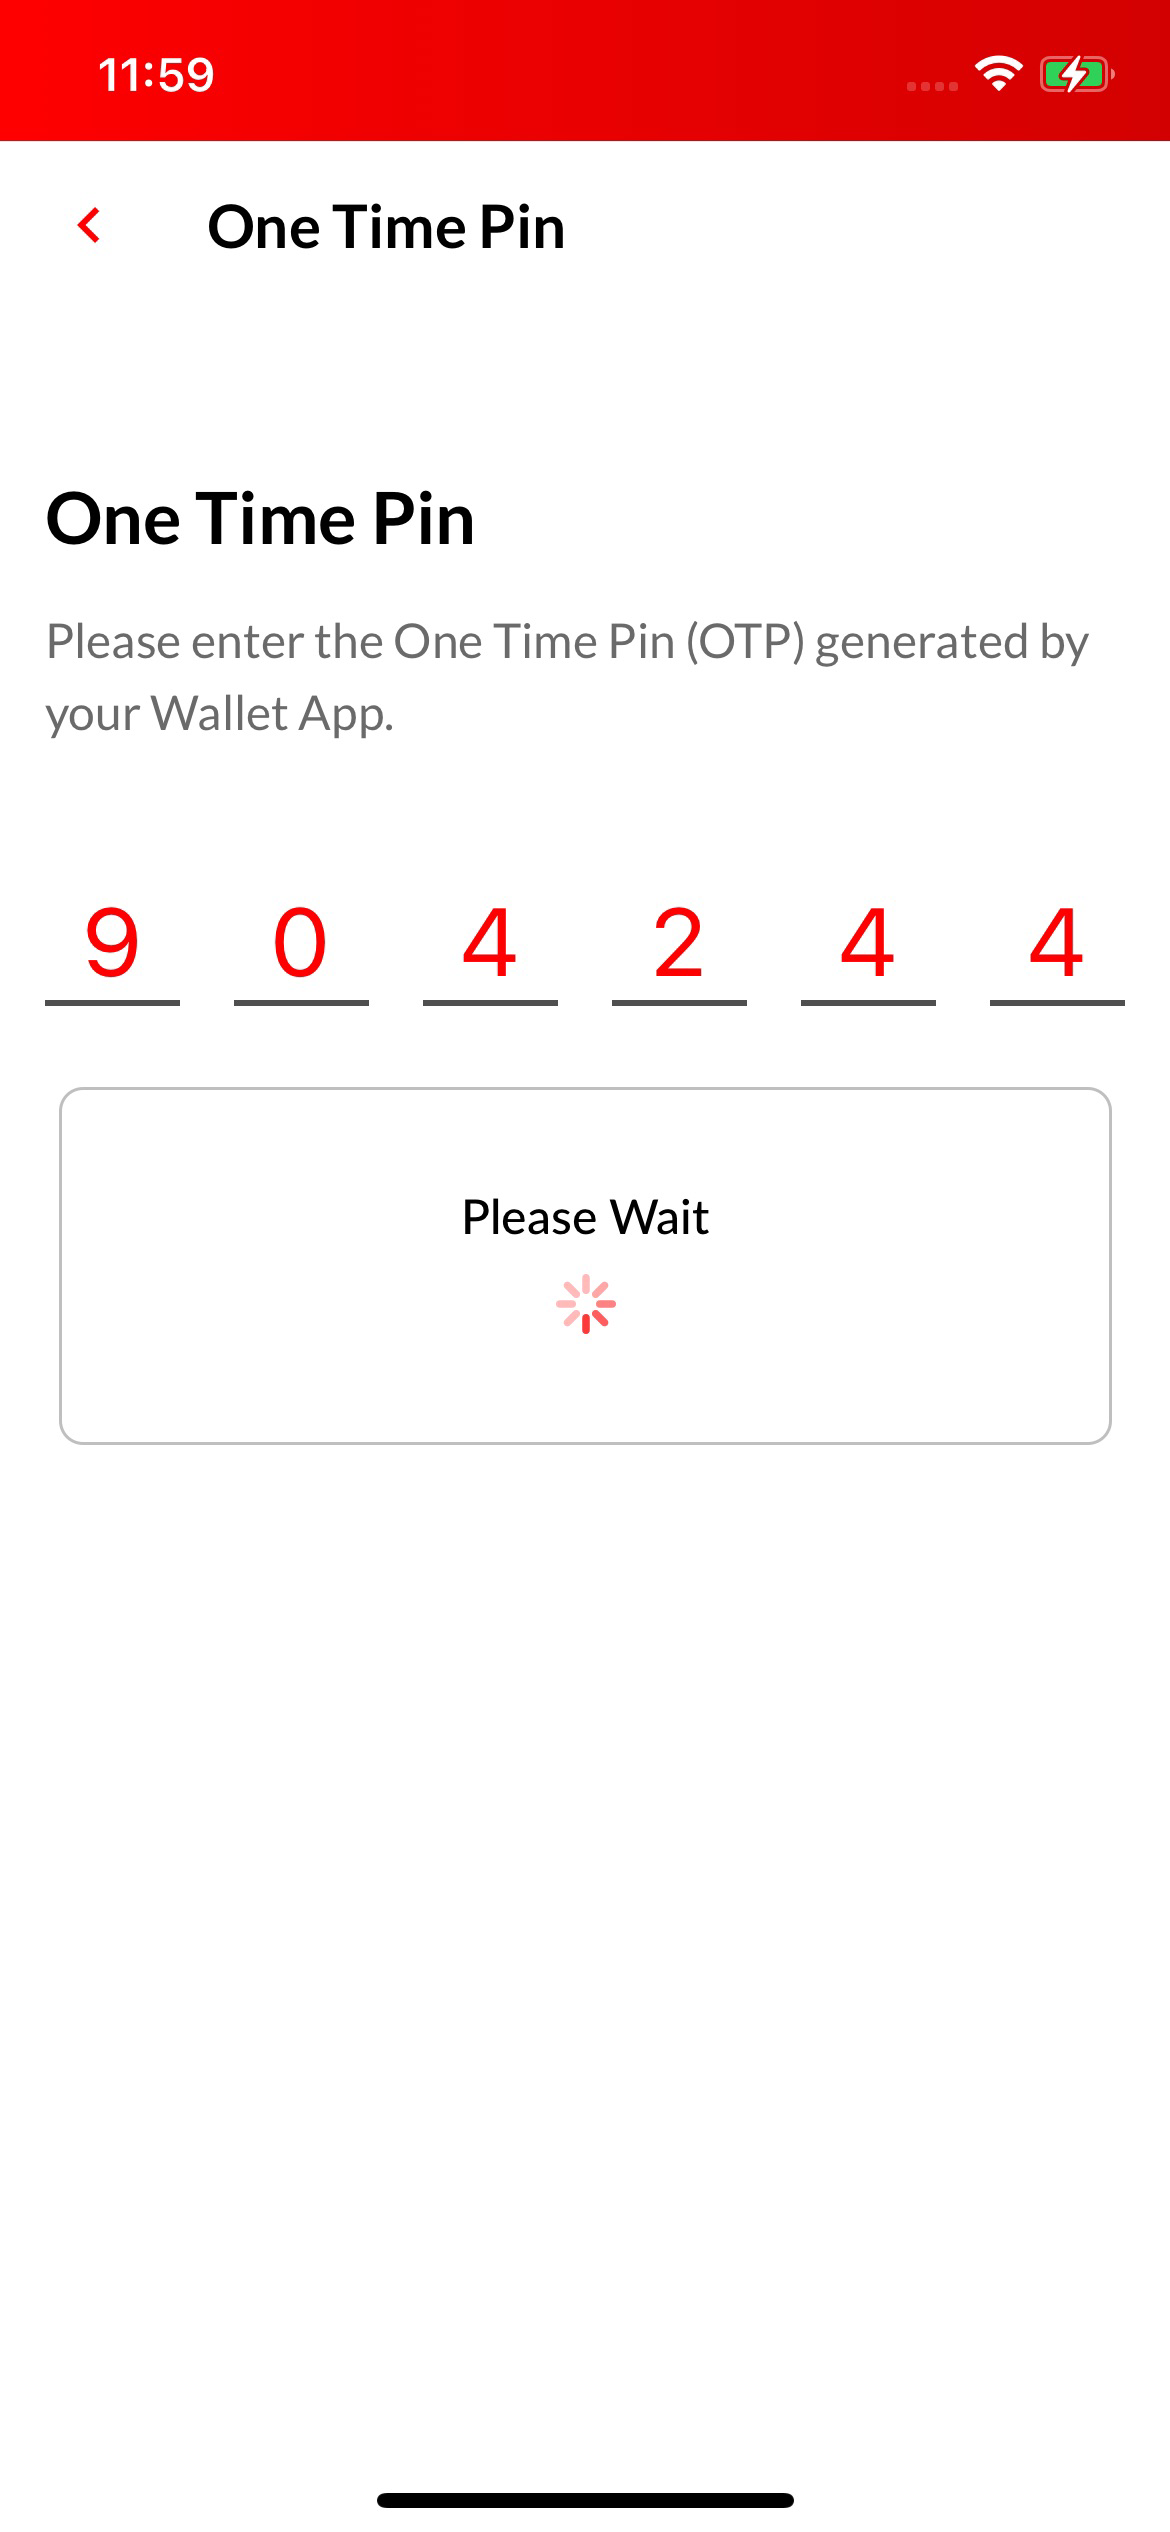 11:59
One Time Pin
One Time Pin
Please enter the One Time Pin (OTP) generated by
your Wallet App.
9 0 4 2 4 4
Please Wait